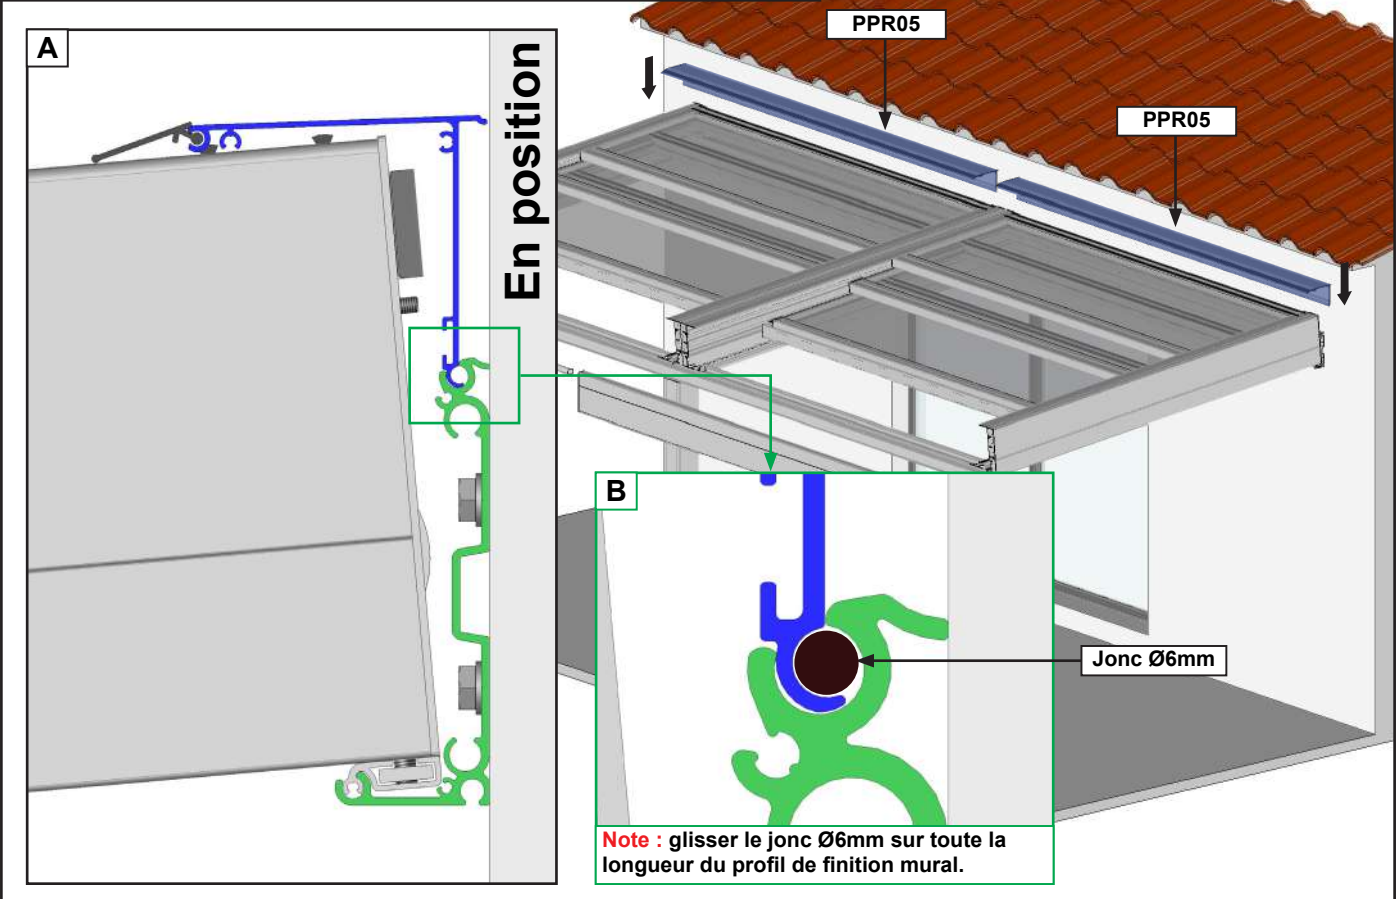 A
En position
PPR05
PPR05
B
Jonc Ø6mm
Note : glisser le jonc Ø6mm sur toute la
longueur du profil de finition mural.